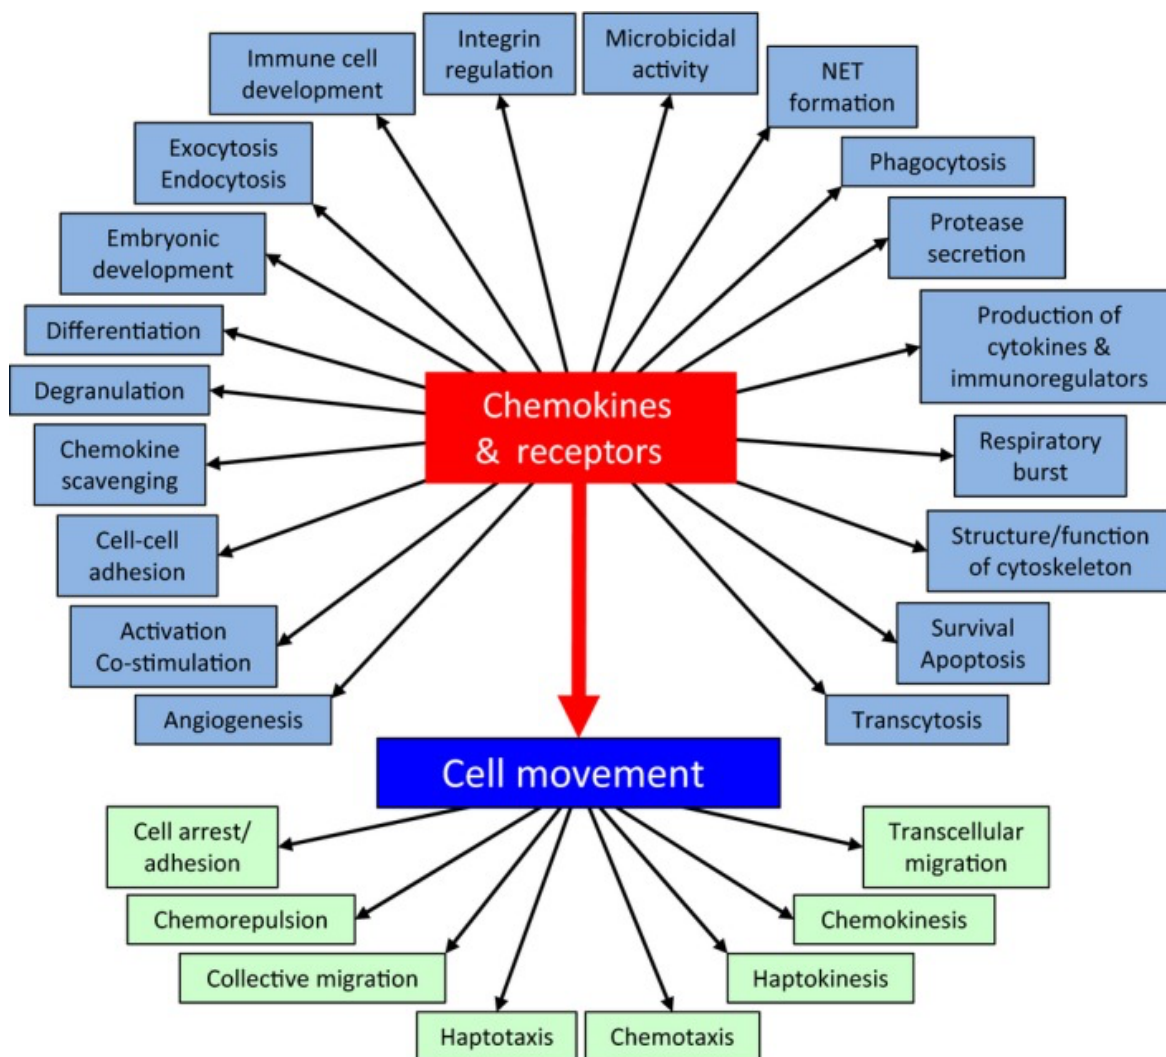 Immune cell
development
Integrin
regulation
Microbicidal
activity
NET
formation
Exocytosis
Endocytosis
Phagocytosis
Embryonic
development
Protease
secretion
Differentiation
Production of
cytokines &
immunoregulators
Degranulation
Chemokines
& receptors
Chemokine
scavenging
Respiratory
burst
Cell-cell
adhesion
Structure/function
of cytoskeleton
Activation
Co-stimulation
Survival
Apoptosis
Angiogenesis
Transcytosis
Cell movement
Cell arrest/
adhesion
Transcellular
migration
Chemorepulsion
Chemokinesis
Collective migration
Haptokinesis
Haptotaxis
Chemotaxis